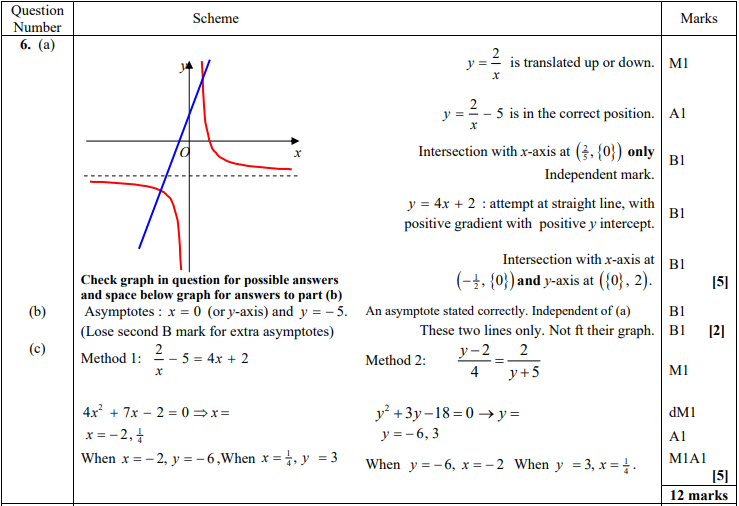 Question Number Scheme Marks
6. (a)
y
O
x
y = 2/x is translated up or down. M1
y = 2/x − 5 is in the correct position. A1
Intersection with x-axis at (2/5, {0}) only
Independent mark. B1
y = 4x + 2 : attempt at straight line, with
positive gradient with positive y intercept. B1
Intersection with x-axis at
(−1/2, {0}) and y-axis at ({0}, 2). B1
[5]
Check graph in question for possible answers
and space below graph for answers to part (b)
(b) Asymptotes : x = 0 (or y-axis) and y = − 5. An asymptote stated correctly. Independent of (a) B1
(Lose second B mark for extra asymptotes) These two lines only. Not ft their graph. B1 [2]
(c) Method 1: 2/x − 5 = 4x + 2 Method 2: (y−2)/4 = 2/(y+5) M1
4x² + 7x − 2 = 0 ⇒ x = y² + 3y − 18 = 0 → y = dM1
x = −2, 1/4 y = −6, 3 A1
When x = −2, y = −6 ,When x = 1/4, y = 3 When y = −6, x = −2 When y = 3, x = 1/4 . M1A1
[5]
12 marks